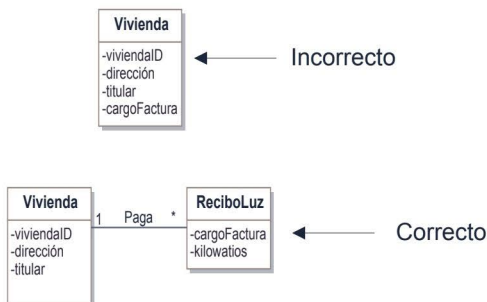 Vivienda
-viviendaID
-dirección
-titular
-cargoFactura
Incorrecto
Vivienda
-viviendaID
-dirección
-titular
1 Paga *
ReciboLuz
-cargoFactura
-kilowatios
Correcto